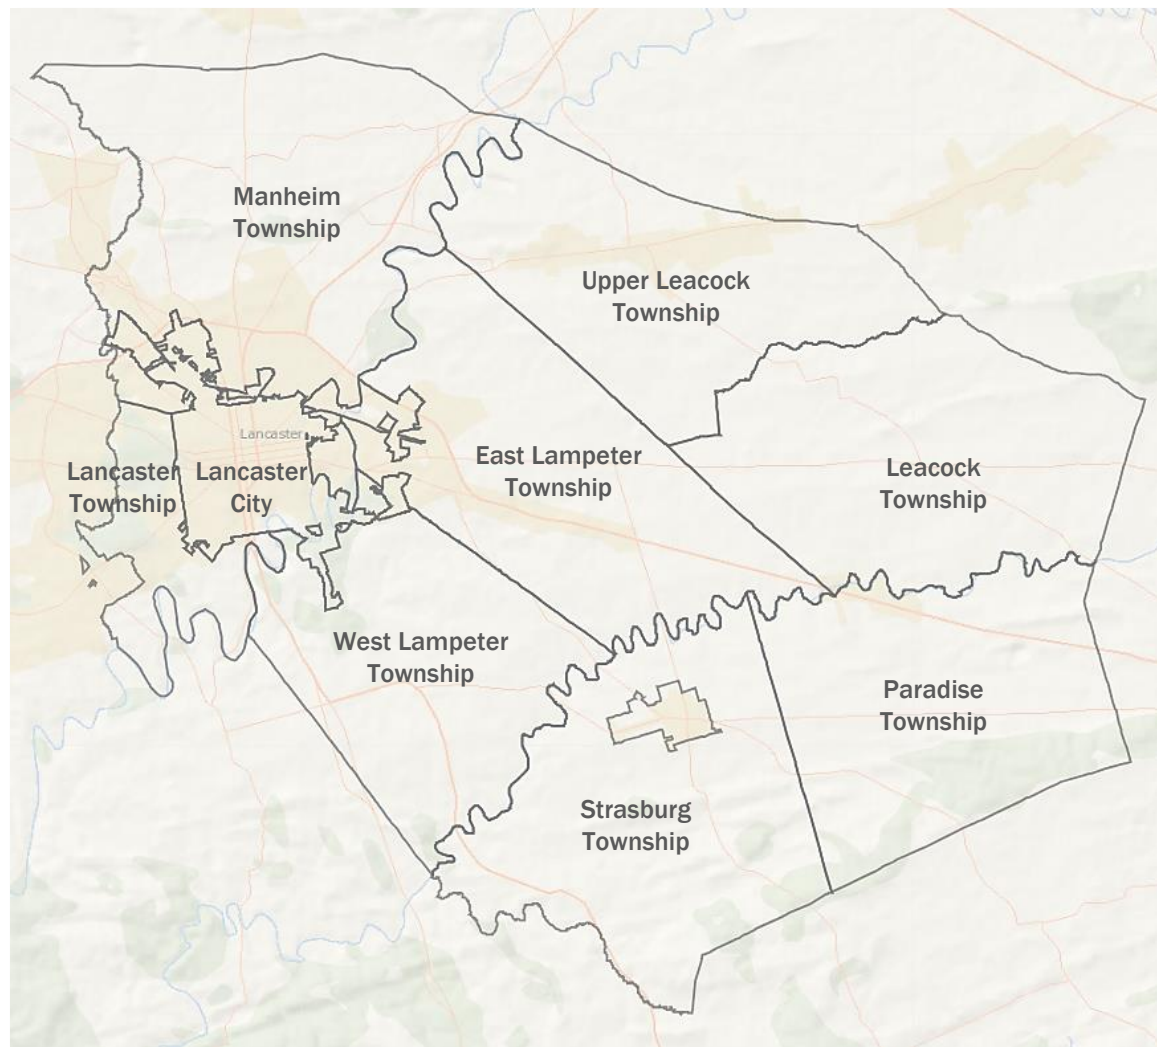 Manheim
Township
Upper Leacock
Township
Lancaster
East Lampeter
Township
Leacock
Township
Lancaster
Township
Lancaster
City
West Lampeter
Township
Paradise
Township
Strasburg
Township